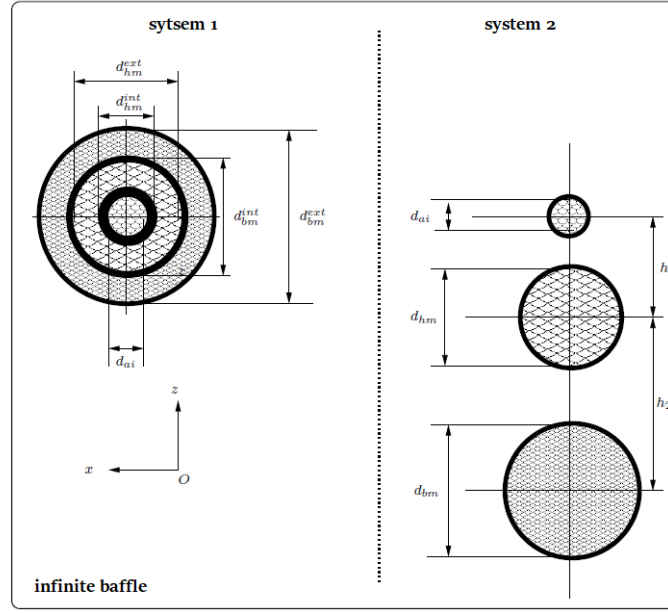 sytsem 1
system 2
d_{hm}^{ext}
d_{hm}^{int}
d_{bm}^{int}
d_{bm}^{ext}
d_{ai}
z
x
O
d_{ai}
h
d_{hm}
h_2
d_{bm}
infinite baffle